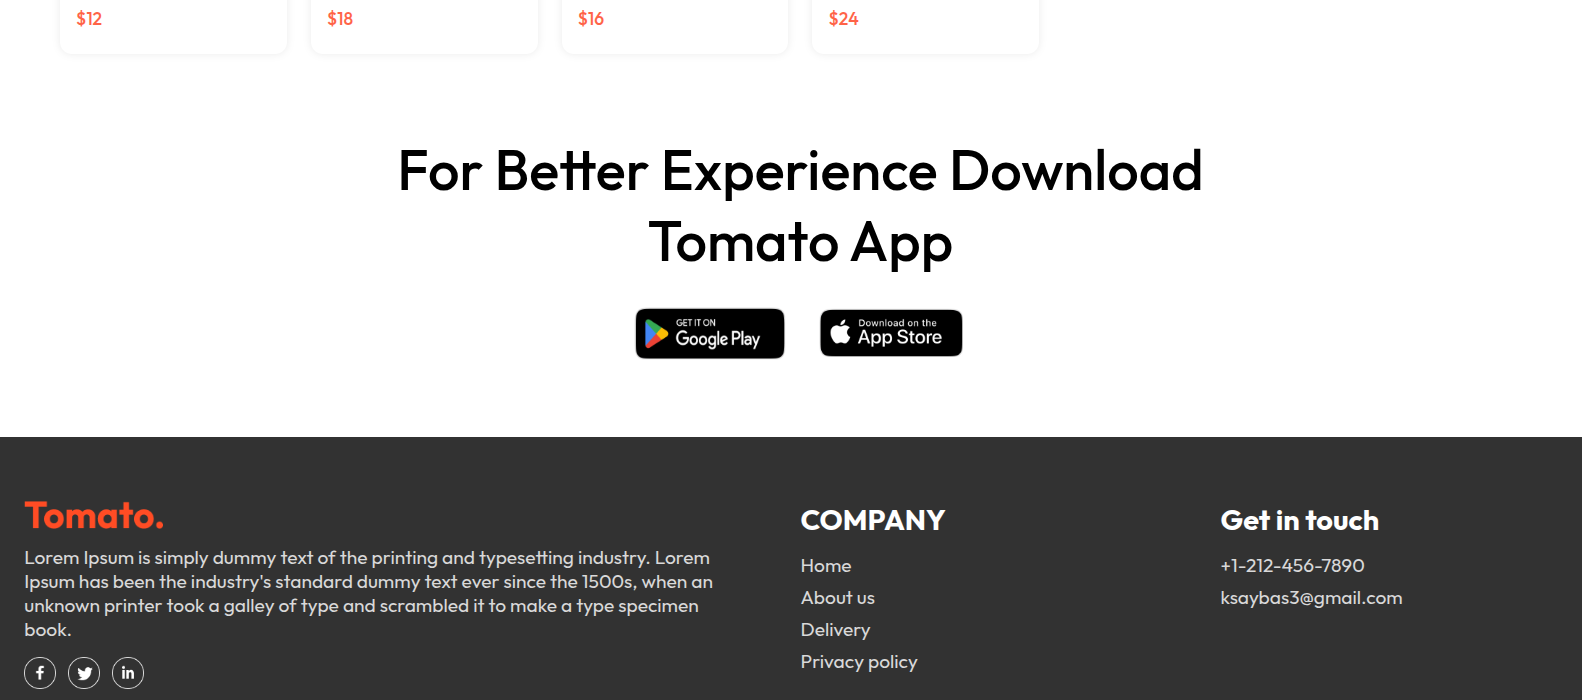 $12
$18
$16
$24
For Better Experience Download
Tomato App
GET IT ON
Google Play
Download on the
App Store
Tomato.
Lorem Ipsum is simply dummy text of the printing and typesetting industry. Lorem
Ipsum has been the industry's standard dummy text ever since the 1500s, when an
unknown printer took a galley of type and scrambled it to make a type specimen
book.
COMPANY
Home
About us
Delivery
Privacy policy
Get in touch
+1-212-456-7890
ksaybas3@gmail.com